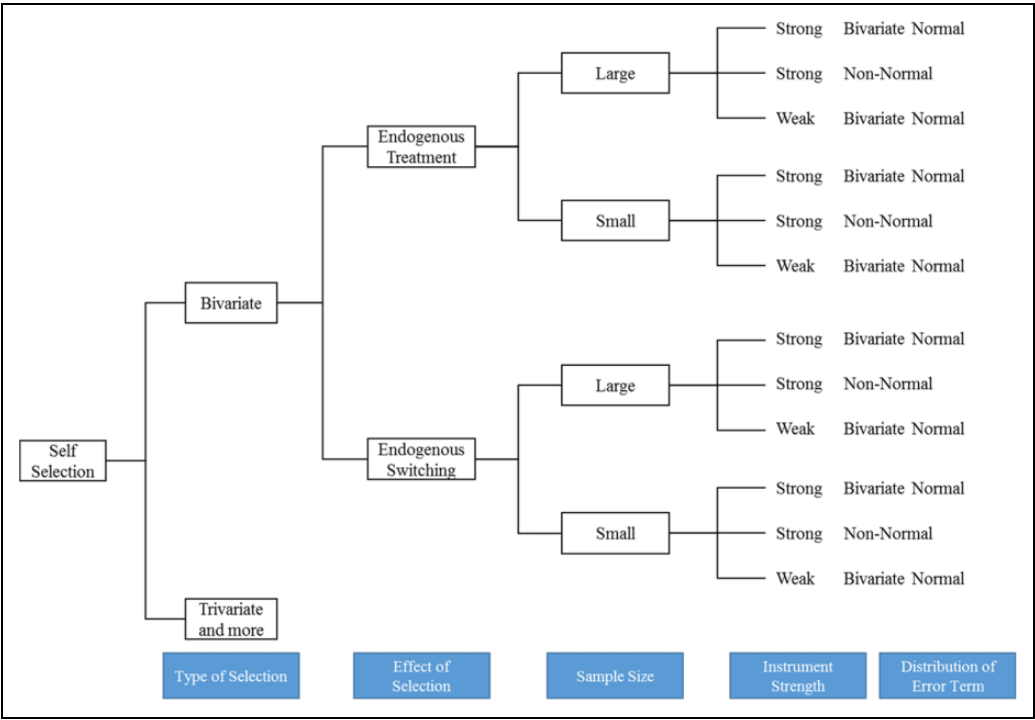 Strong Bivariate Normal
Large
Strong Non-Normal
Weak Bivariate Normal
Endogenous
Treatment
Strong Bivariate Normal
Small
Strong Non-Normal
Weak Bivariate Normal
Bivariate
Strong Bivariate Normal
Large
Strong Non-Normal
Weak Bivariate Normal
Self
Selection
Endogenous
Switching
Strong Bivariate Normal
Small
Strong Non-Normal
Weak Bivariate Normal
Trivariate
and more
Type of Selection
Effect of
Selection
Sample Size
Instrument
Strength
Distribution of
Error Term